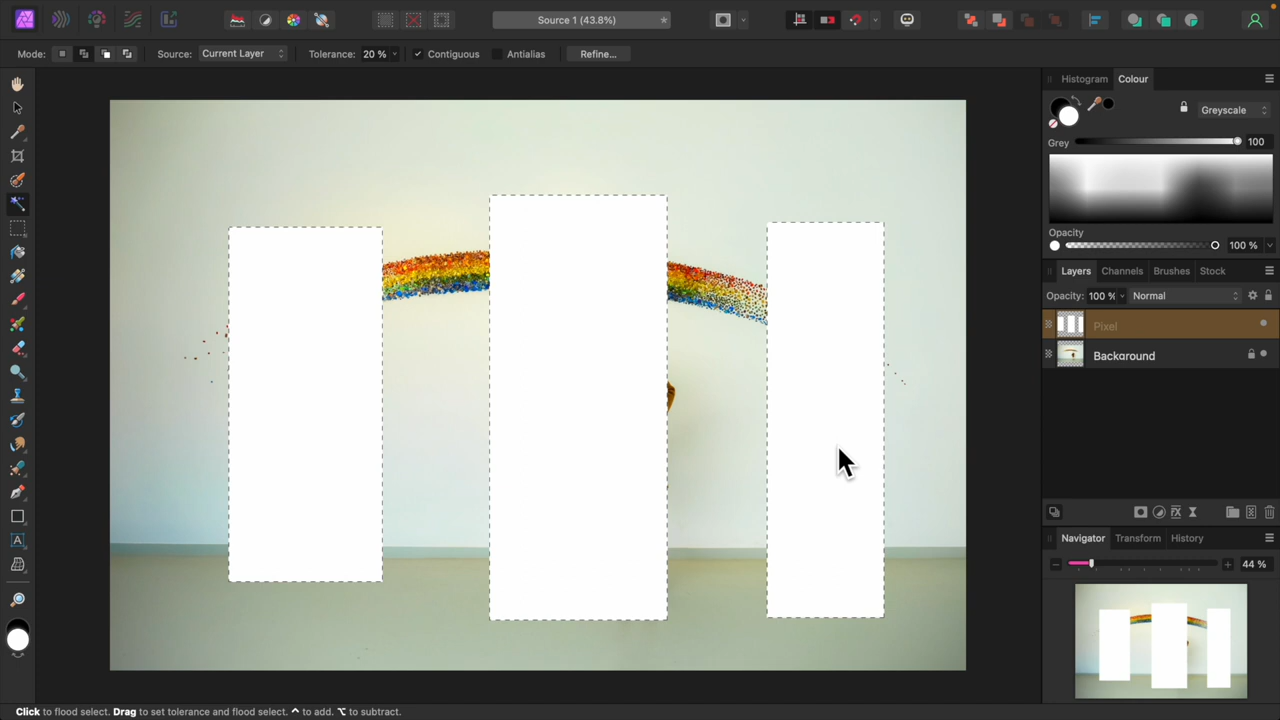 Source 1 (43.8%)
Mode:
Source: Current Layer
Tolerance: 20 %
Contiguous
Antialias
Refine...
Histogram
Colour
Greyscale
Grey
100
Opacity
100 %
Layers
Channels
Brushes
Stock
Opacity: 100 %
Normal
Pixel
Background
Navigator
Transform
History
44 %
Click to flood select. Drag to set tolerance and flood select. ⌃ to add. ⌥ to subtract.